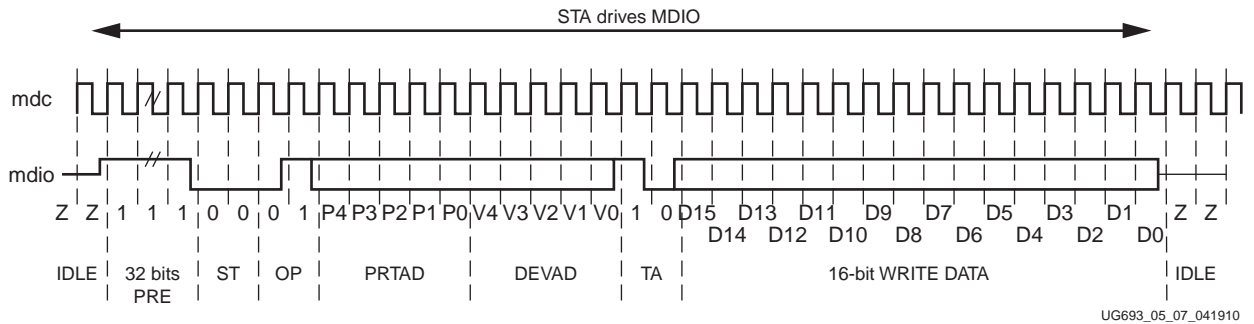 STA drives MDIO
mdc
mdio
Z Z 1 1 1 0 0 0 1 P4 P3 P2 P1 P0 V4 V3 V2 V1 V0 1 0 D15 D13 D11 D9 D7 D5 D3 D1 Z Z
D14 D12 D10 D8 D6 D4 D2 D0
IDLE 32 bits ST OP PRTAD DEVAD TA 16-bit WRITE DATA IDLE
PRE
UG693_05_07_041910